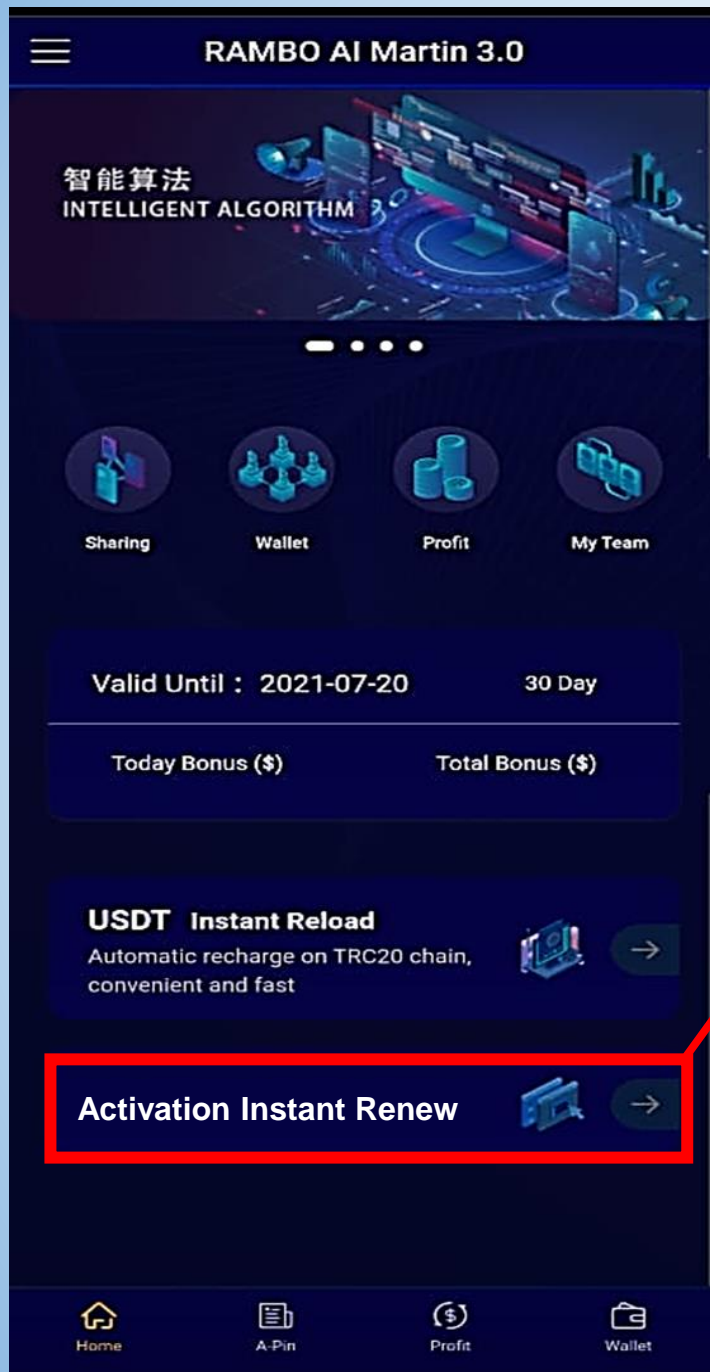 RAMBO AI Martin 3.0
智能算法
INTELLIGENT ALGORITHM
Sharing Wallet Profit My Team
Valid Until : 2021-07-20 30 Day
Today Bonus ($) Total Bonus ($)
USDT Instant Reload
Automatic recharge on TRC20 chain,
convenient and fast
Activation Instant Renew
Home A-Pin Profit Wallet